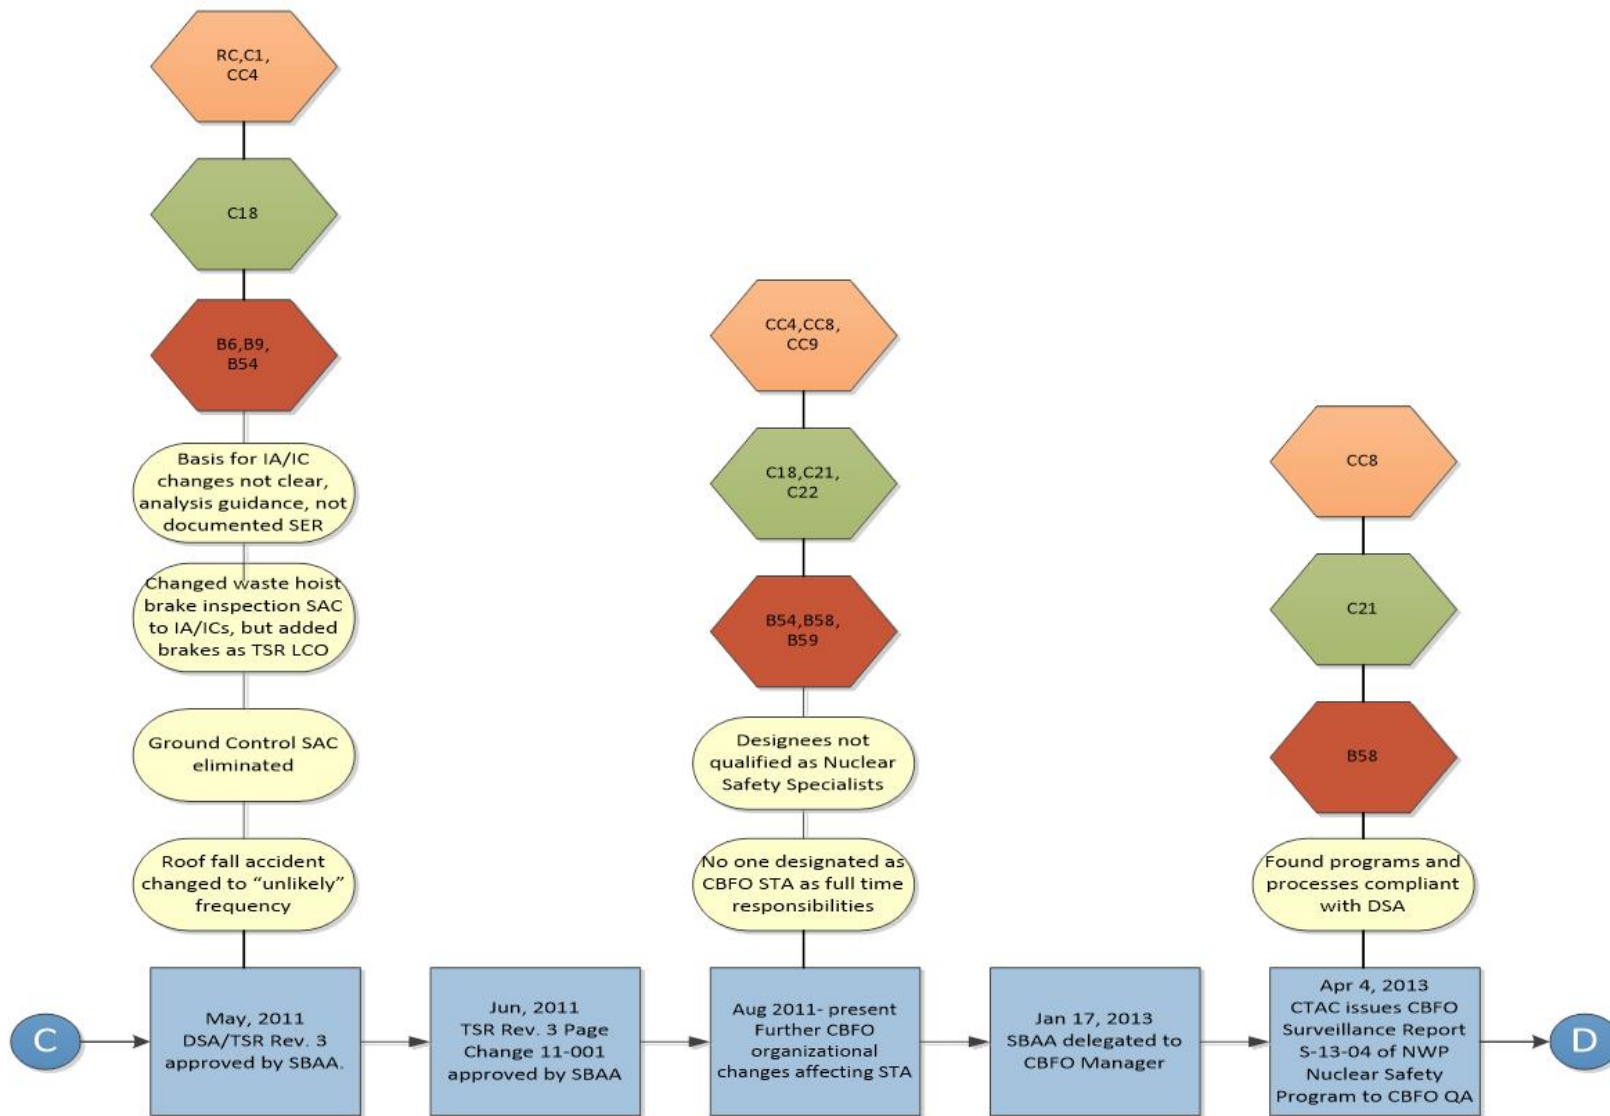 RC,C1,
CC4
C18
B6,B9,
B54
Basis for IA/IC
changes not clear,
analysis guidance, not
documented SER
Changed waste hoist
brake inspection SAC
to IA/ICs, but added
brakes as TSR LCO
Ground Control SAC
eliminated
Roof fall accident
changed to “unlikely”
frequency
CC4,CC8,
CC9
C18,C21,
C22
B54,B58,
B59
Designees not
qualified as Nuclear
Safety Specialists
No one designated as
CBFO STA as full time
responsibilities
CC8
C21
B58
Found programs and
processes compliant
with DSA
C
May, 2011
DSA/TSR Rev. 3
approved by SBAA.
Jun, 2011
TSR Rev. 3 Page
Change 11-001
approved by SBAA
Aug 2011- present
Further CBFO
organizational
changes affecting STA
Jan 17, 2013
SBAA delegated to
CBFO Manager
Apr 4, 2013
CTAC issues CBFO
Surveillance Report
S-13-04 of NWP
Nuclear Safety
Program to CBFO QA
D